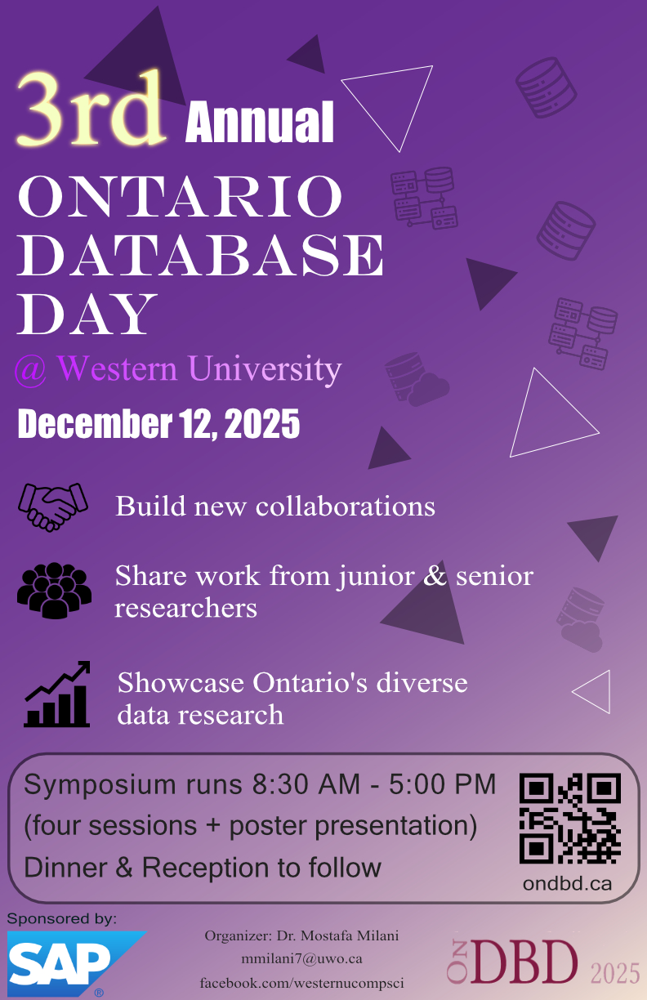 3rd Annual
ONTARIO
DATABASE
DAY
@ Western University
December 12, 2025
Build new collaborations
Share work from junior & senior
researchers
Showcase Ontario's diverse
data research
Symposium runs 8:30 AM - 5:00 PM
(four sessions + poster presentation)
Dinner & Reception to follow
ondbd.ca
Sponsored by:
SAP®
Organizer: Dr. Mostafa Milani
mmilani7@uwo.ca
facebook.com/westernucompsci
ON DBD 2025